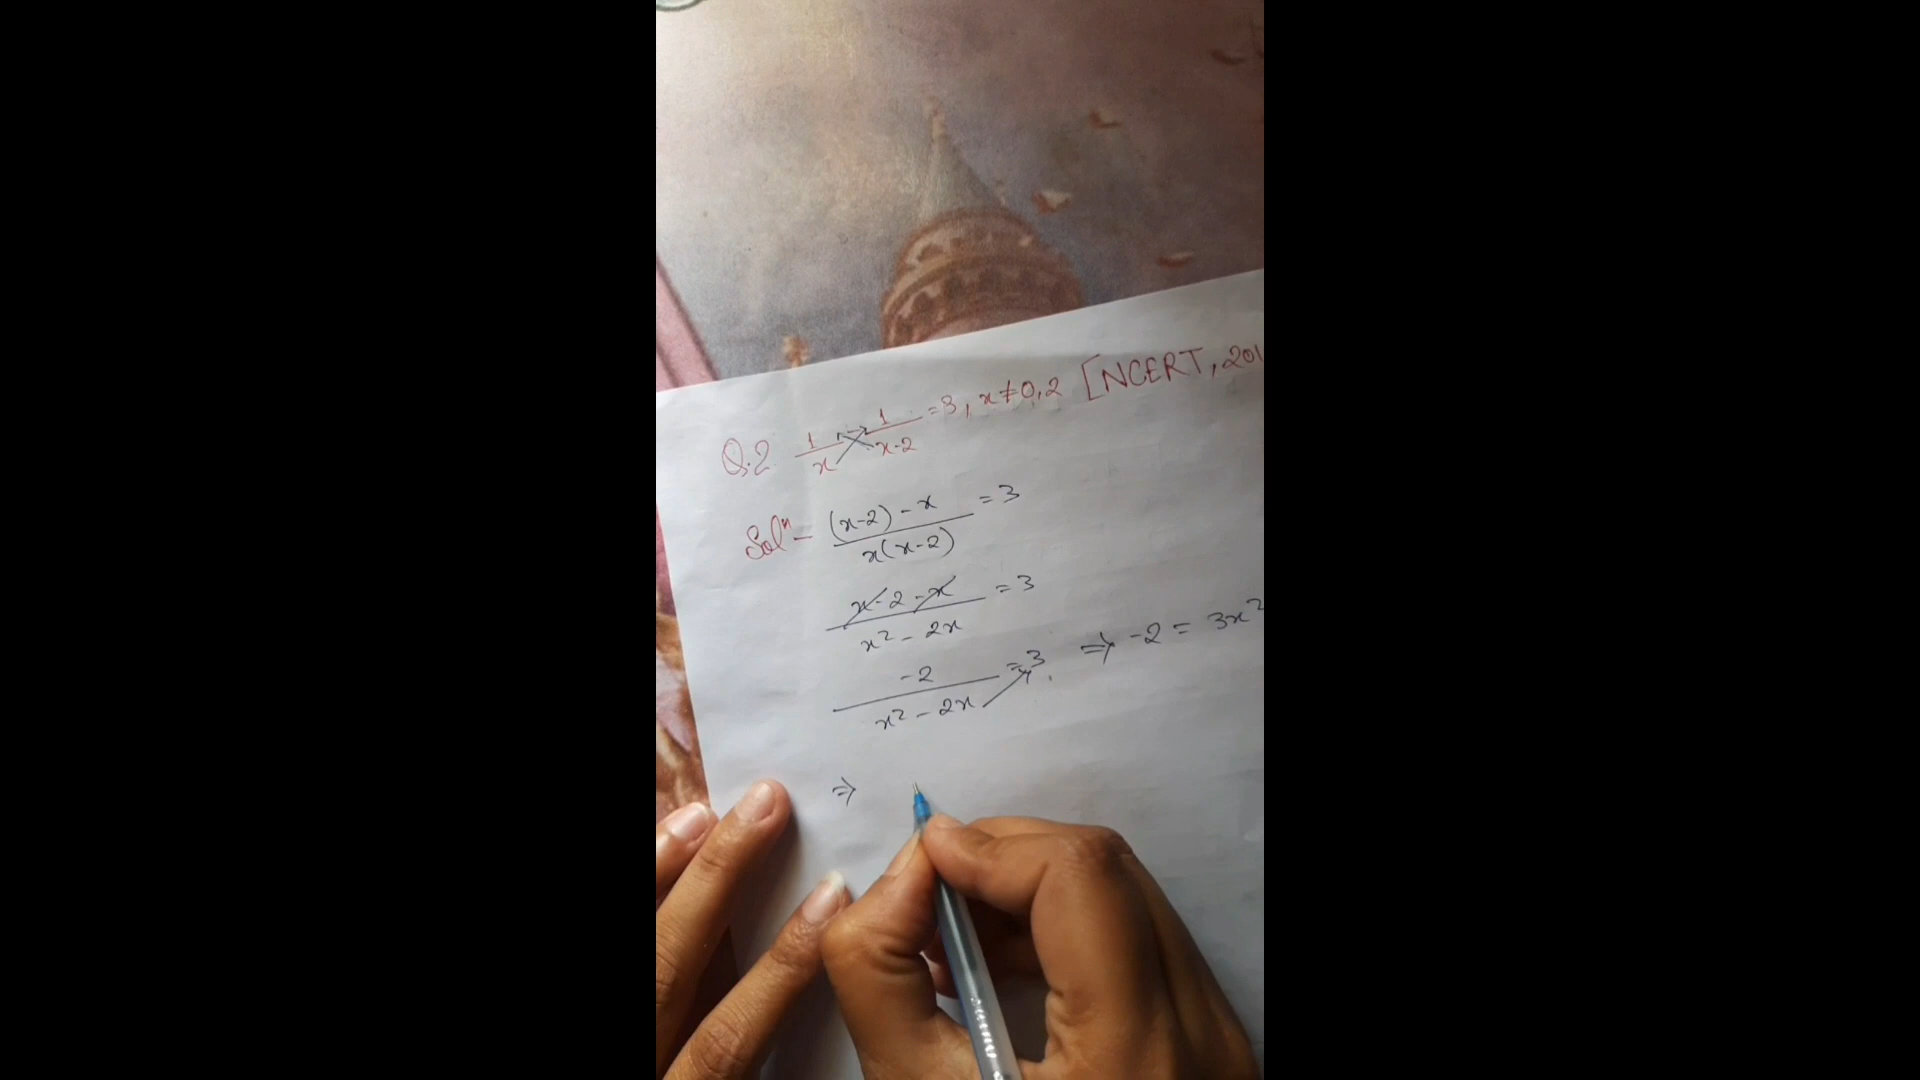 Q.2 1/x - 1/x-2 = 3, x≠0,2 [NCERT, 201
Solⁿ- (x-2) - x / x(x-2) = 3
x - 2 - x / x² - 2x = 3
-2 / x² - 2x = 3 ⇒ -2 = 3x²
⇒